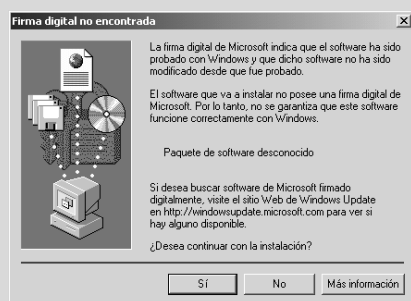 Firma digital no encontrada
La firma digital de Microsoft indica que el software ha sido
probado con Windows y que dicho software no ha sido
modificado desde que fue probado.
El software que va a instalar no posee una firma digital de
Microsoft. Por lo tanto, no se garantiza que este software
funcione correctamente con Windows.
Paquete de software desconocido
Si desea buscar software de Microsoft firmado
digitalmente, visite el sitio Web de Windows Update
en http://windowsupdate.microsoft.com para ver si
hay alguno disponible.
¿Desea continuar con la instalación?
Sí No Más información